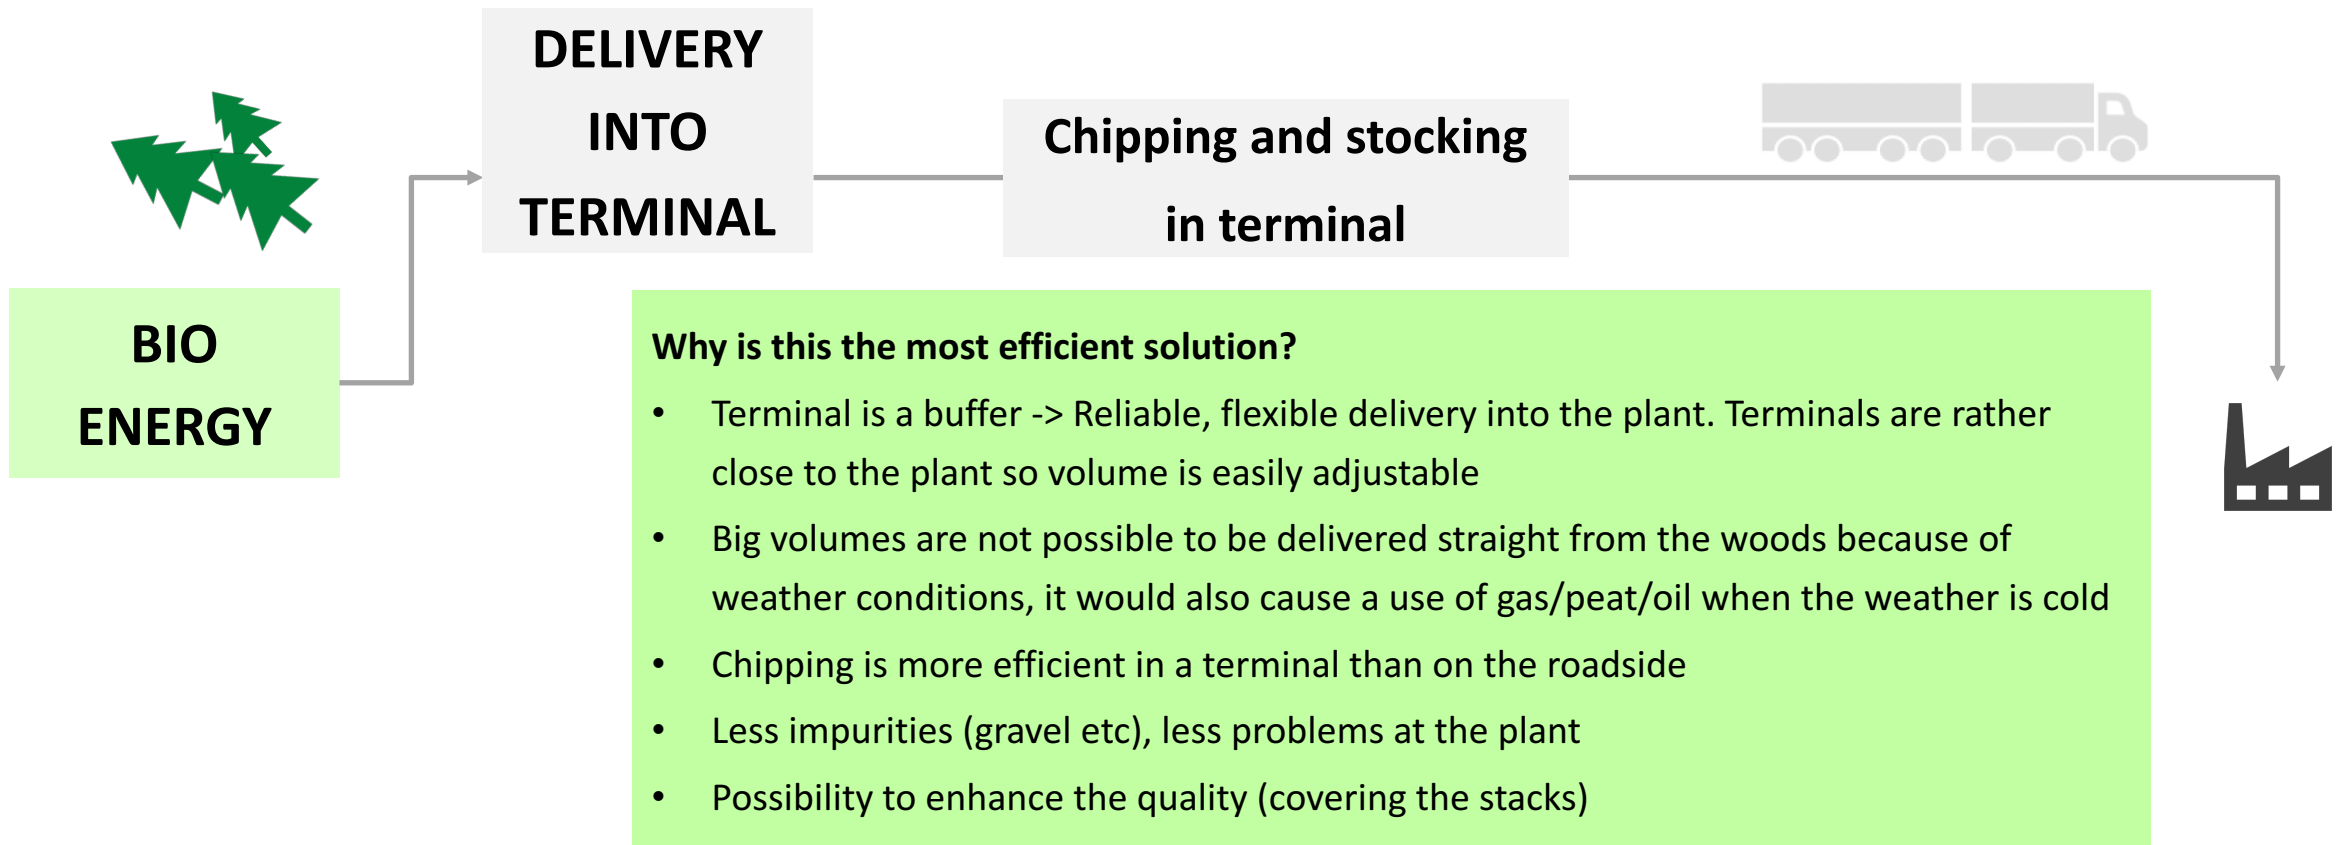 DELIVERY
INTO
TERMINAL
Chipping and stocking
in terminal
BIO
ENERGY
Why is this the most efficient solution?
• Terminal is a buffer -> Reliable, flexible delivery into the plant. Terminals are rather
close to the plant so volume is easily adjustable
• Big volumes are not possible to be delivered straight from the woods because of
weather conditions, it would also cause a use of gas/peat/oil when the weather is cold
• Chipping is more efficient in a terminal than on the roadside
• Less impurities (gravel etc), less problems at the plant
• Possibility to enhance the quality (covering the stacks)